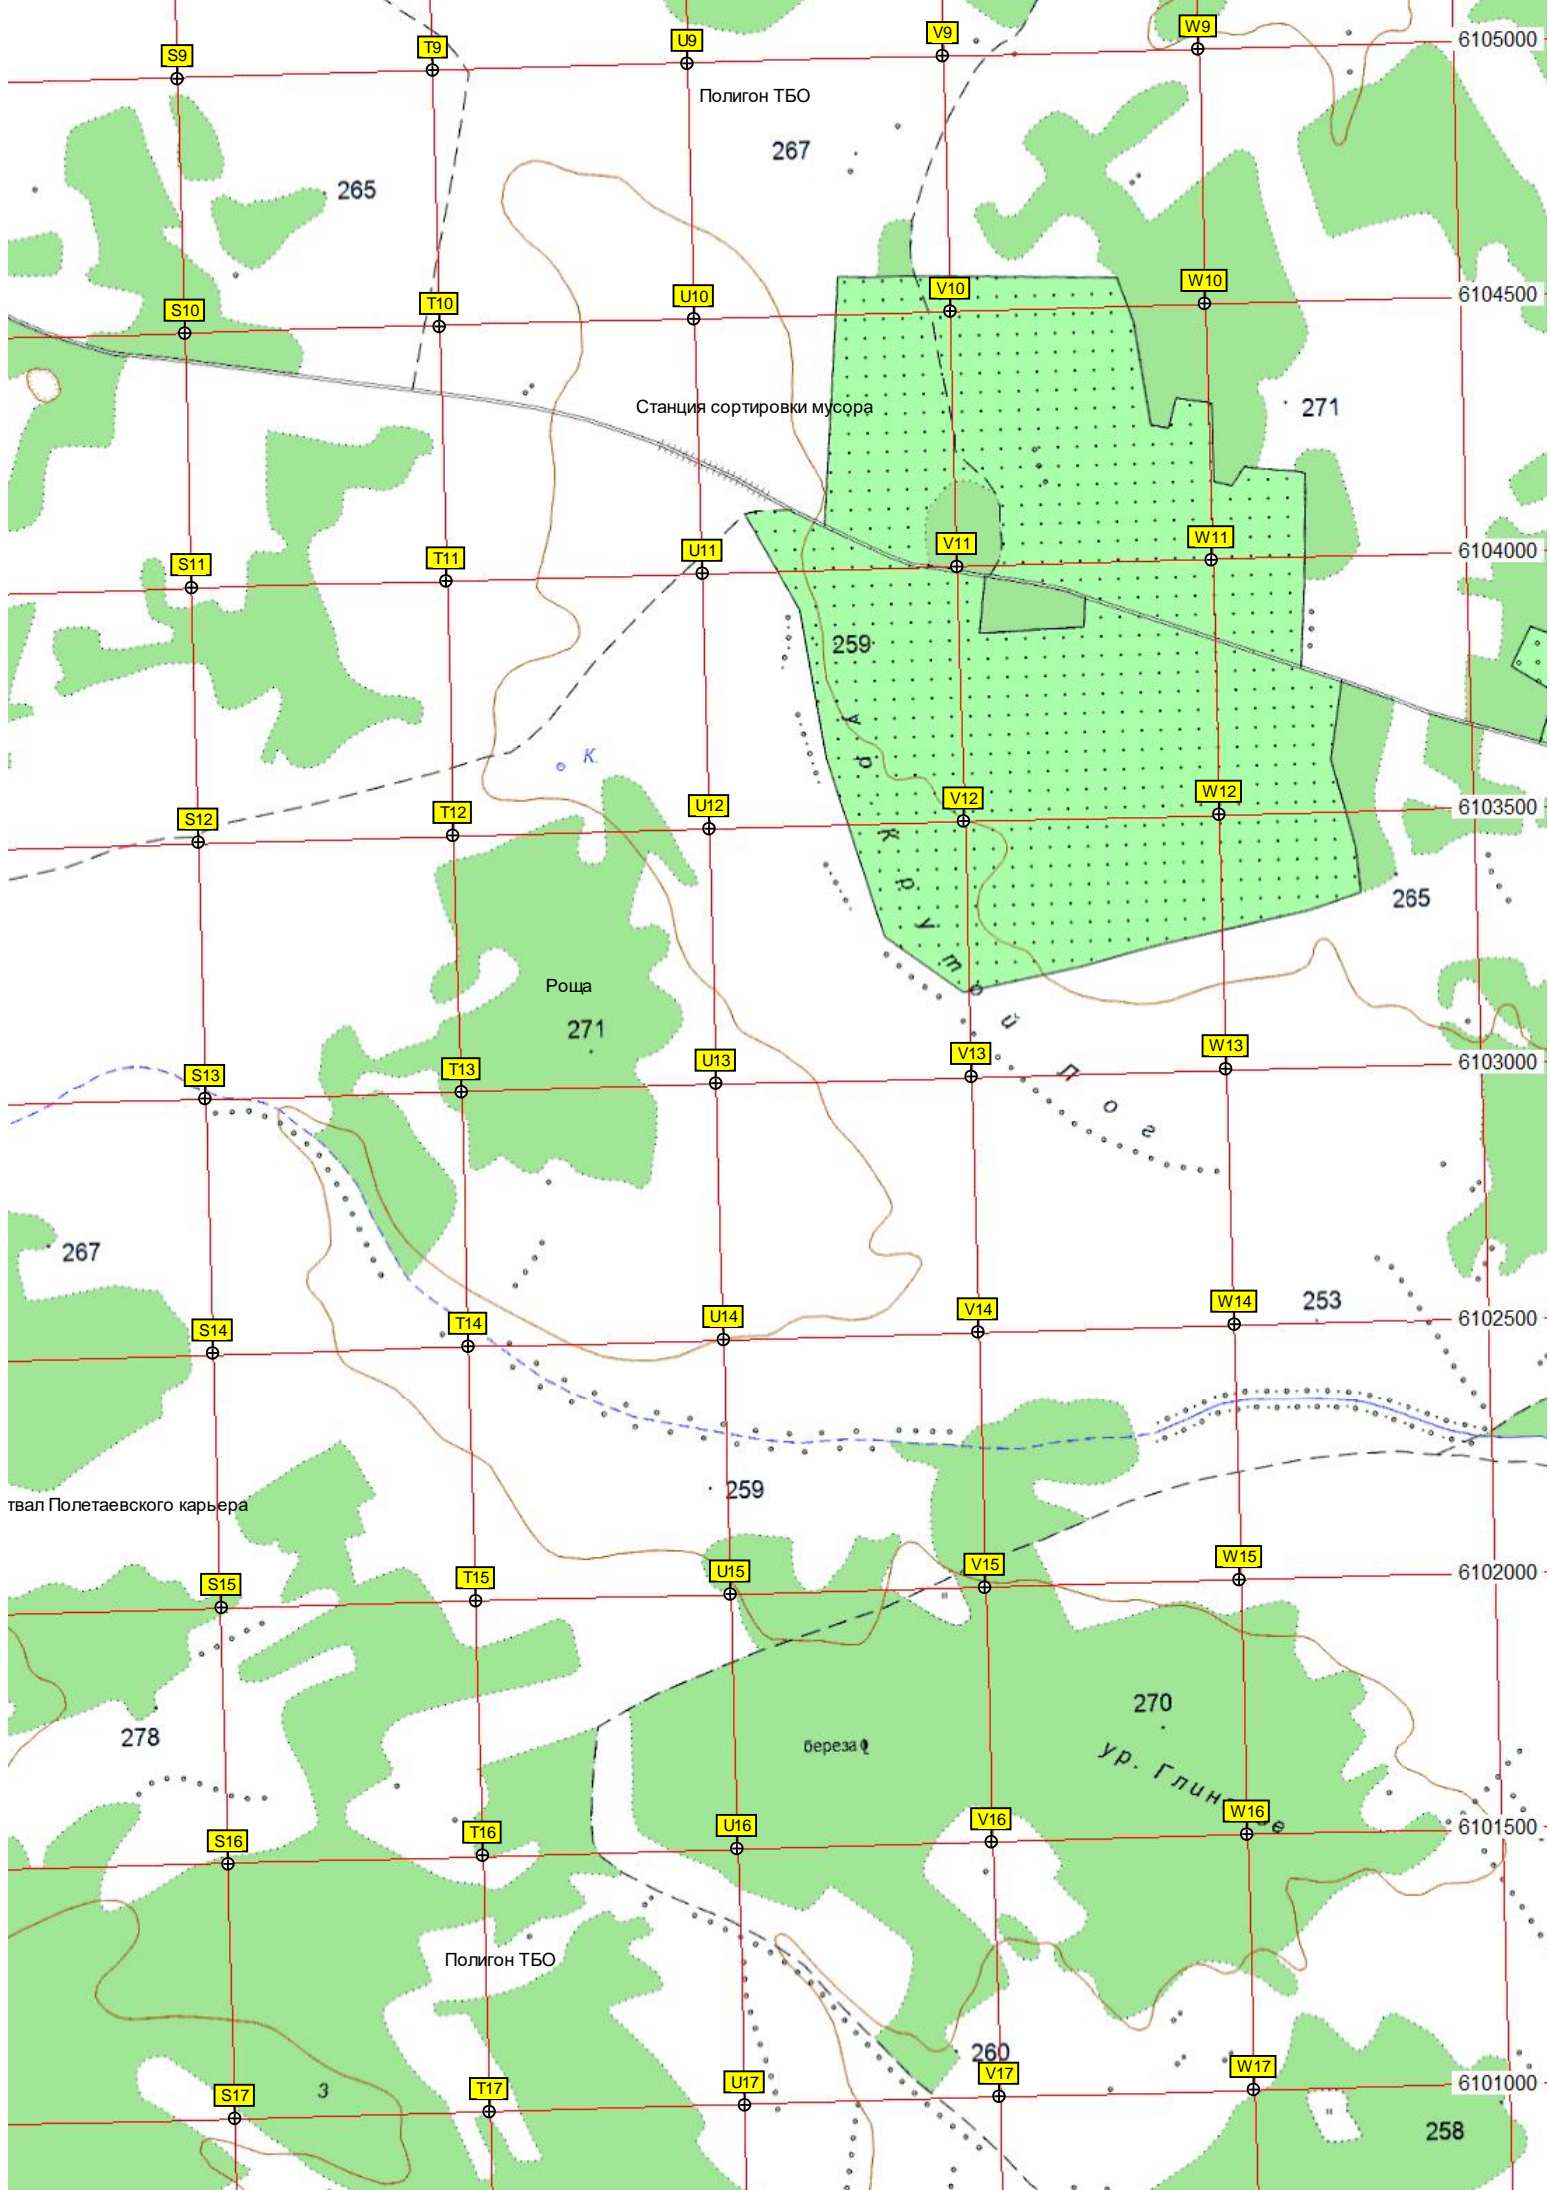 S9 T9 U9 V9 W9 6105000
Полигон ТБО
267
265
S10 T10 U10 V10 W10 6104500
Станция сортировки мусора
271
S11 T11 U11 V11 W11 6104000
259
ур. Крутой Лог
К.
S12 T12 U12 V12 W12 6103500
265
Роща
271
S13 T13 U13 V13 W13 6103000
267
253
S14 T14 U14 V14 W14 6102500
259
твал Полетаевского карьера
S15 T15 U15 V15 W15 6102000
270
278
береза
ур.
S16 T16 U16 V16 W16 6101500
Полигон ТБО
260
3
S17 T17 U17 V17 W17 6101000
258